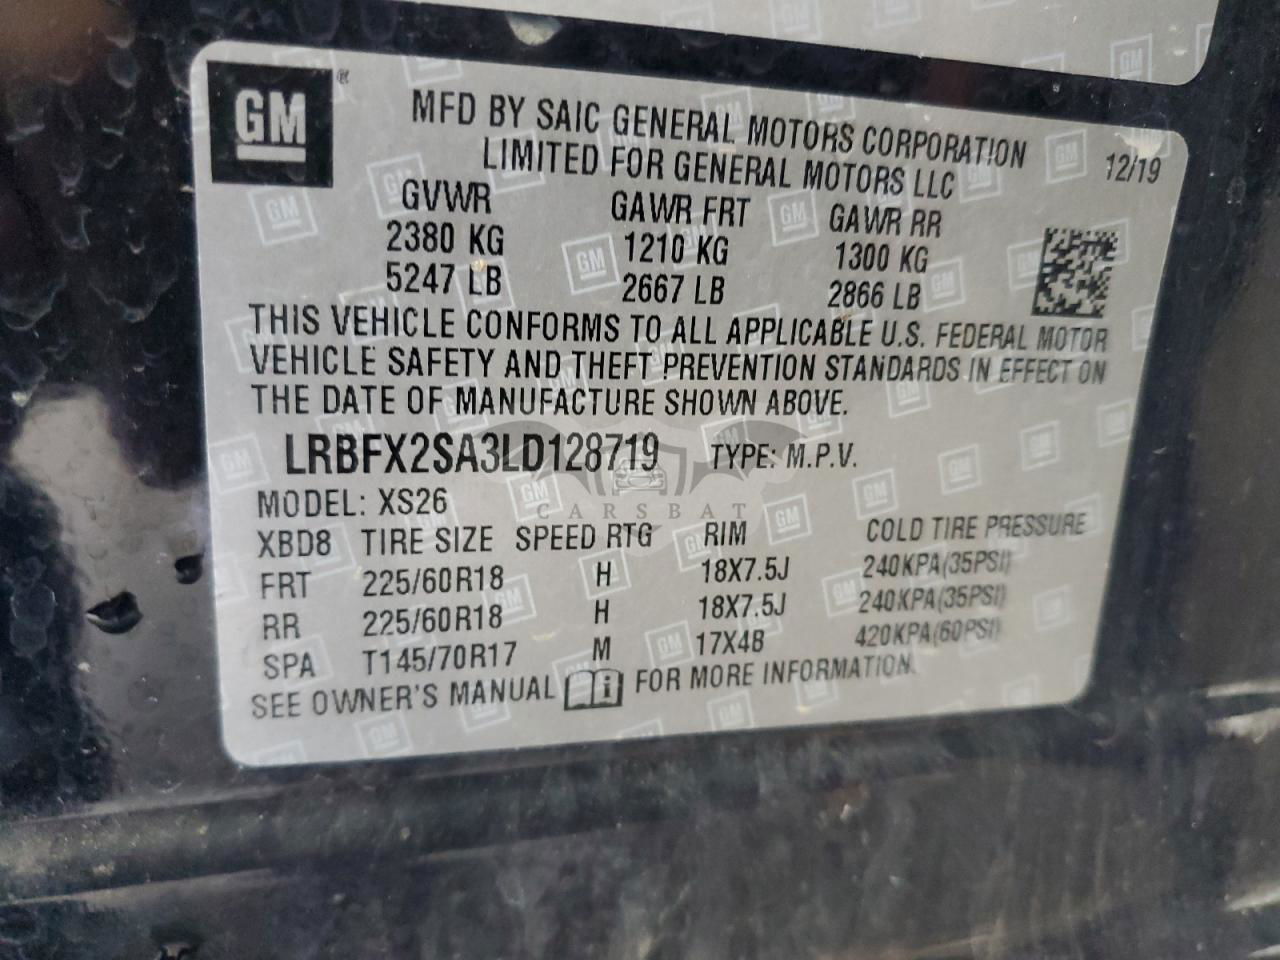 GM ®
MFD BY SAIC GENERAL MOTORS CORPORATION
LIMITED FOR GENERAL MOTORS LLC
12/19
GVWR GAWR FRT GAWR RR
2380 KG 1210 KG 1300 KG
5247 LB 2667 LB 2866 LB
THIS VEHICLE CONFORMS TO ALL APPLICABLE U.S. FEDERAL MOTOR
VEHICLE SAFETY AND THEFT PREVENTION STANDARDS IN EFFECT ON
THE DATE OF MANUFACTURE SHOWN ABOVE.
LRBFX2SA3LD128719 TYPE: M.P.V.
MODEL: XS26
CARSBAT
XBD8 TIRE SIZE SPEED RTG RIM COLD TIRE PRESSURE
FRT 225/60R18 H 18X7.5J 240KPA(35PSI)
RR 225/60R18 H 18X7.5J 240KPA(35PSI)
SPA T145/70R17 M 17X4B 420KPA(60PSI)
SEE OWNER'S MANUAL i FOR MORE INFORMATION.